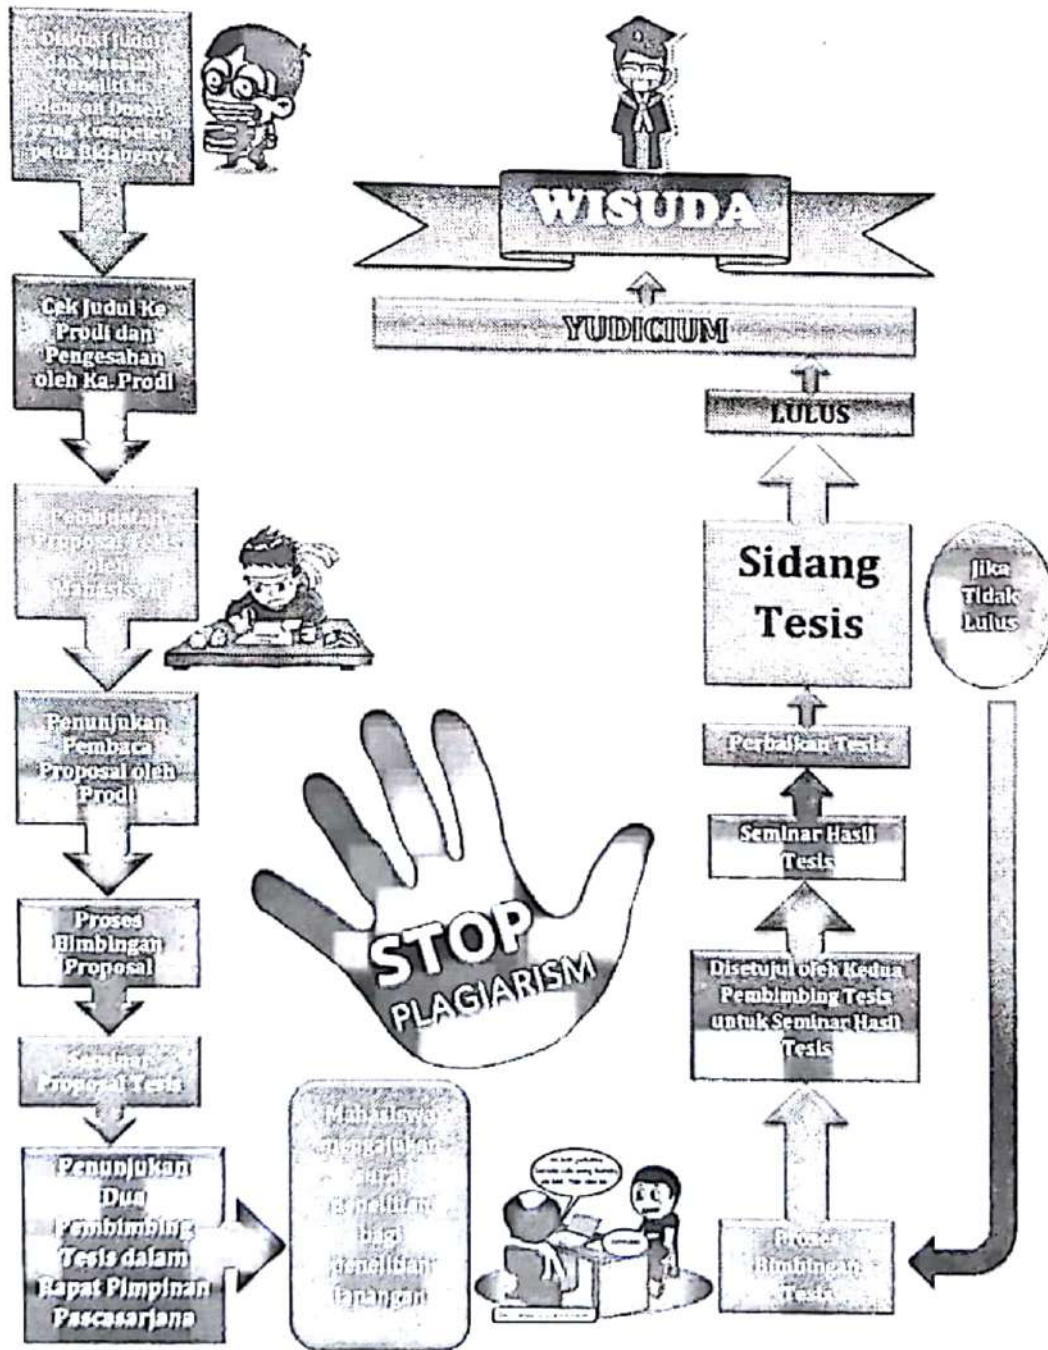 Diskusi Judul
dan Masalah
Penelitian
dengan Dosen
yang Kompeten
pada Bidangnya
Cek Judul Ke
Prodi dan
Pengesahan
oleh Ka. Prodi
Pembuatan
Proposal Tesis
oleh
Mahasiswa
Penunjukan
Pembaca
Proposal oleh
Prodi
Proses
Bimbingan
Proposal
Seminar
Proposal Tesis
Penunjukan
Dua
Pembimbing
Tesis dalam
Rapat Pimpinan
Pascasarjana
Mahasiswa
mengajukan
surat
penelitian
bagi
penelitian
lapangan
STOP
PLAGIARISM
Proses
Bimbingan
Tesis
Disetujui oleh Kedua
Pembimbing Tesis
untuk Seminar Hasil
Tesis
Seminar Hasil
Tesis
Perbaikan Tesis
Sidang
Tesis
Jika
Tidak
Lulus
LULUS
YUDICIUM
WISUDA